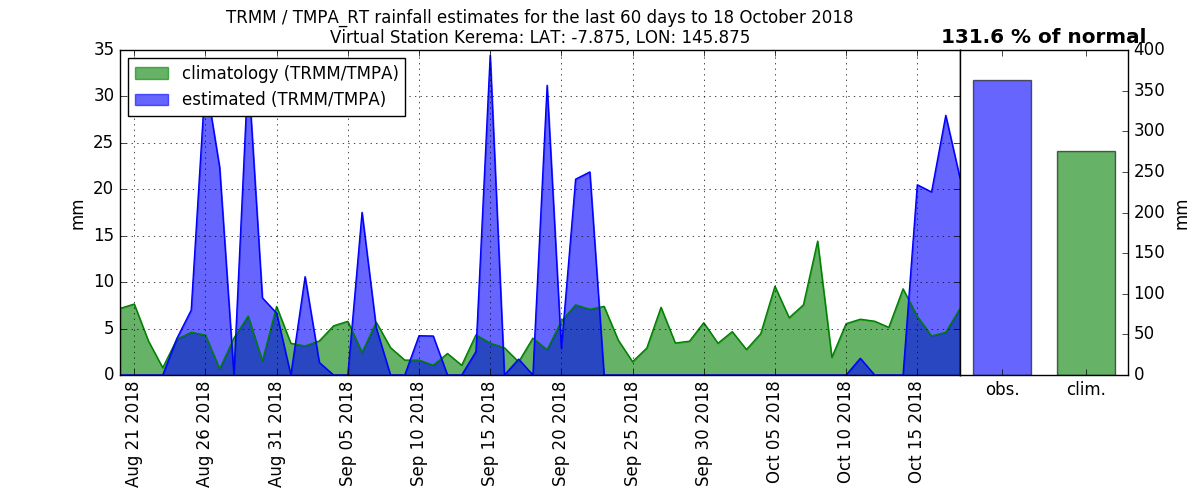 TRMM / TMPA_RT rainfall estimates for the last 60 days to 18 October 2018
Virtual Station Kerema: LAT: -7.875, LON: 145.875
131.6 % of normal
climatology (TRMM/TMPA)
estimated (TRMM/TMPA)
mm
35
30
25
20
15
10
5
0
Aug 21 2018
Aug 26 2018
Aug 31 2018
Sep 05 2018
Sep 10 2018
Sep 15 2018
Sep 20 2018
Sep 25 2018
Sep 30 2018
Oct 05 2018
Oct 10 2018
Oct 15 2018
obs.
clim.
400
350
300
250
200
150
100
50
0
mm